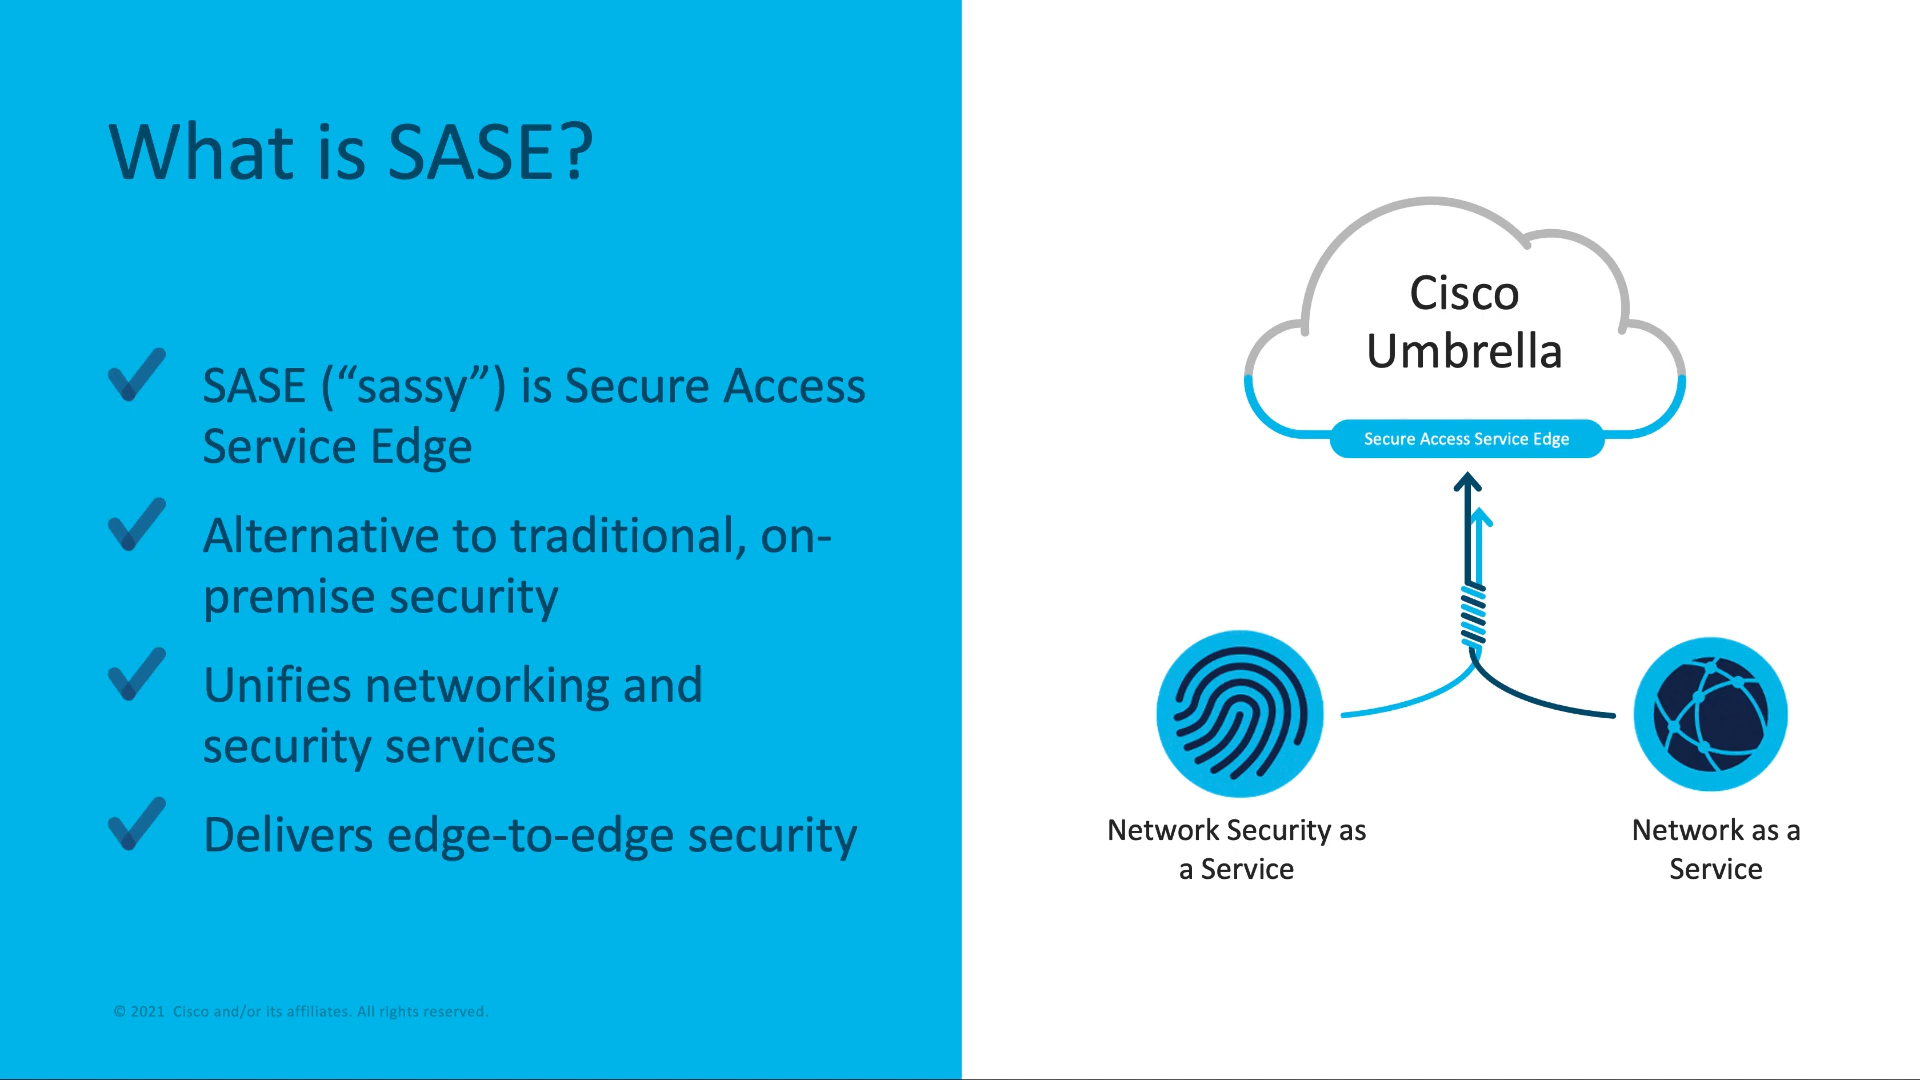 What is SASE?
SASE (“sassy”) is Secure Access
Service Edge
Alternative to traditional, on-
premise security
Unifies networking and
security services
Delivers edge-to-edge security
© 2021 Cisco and/or its affiliates. All rights reserved.
Cisco
Umbrella
Secure Access Service Edge
Network Security as
a Service
Network as a
Service